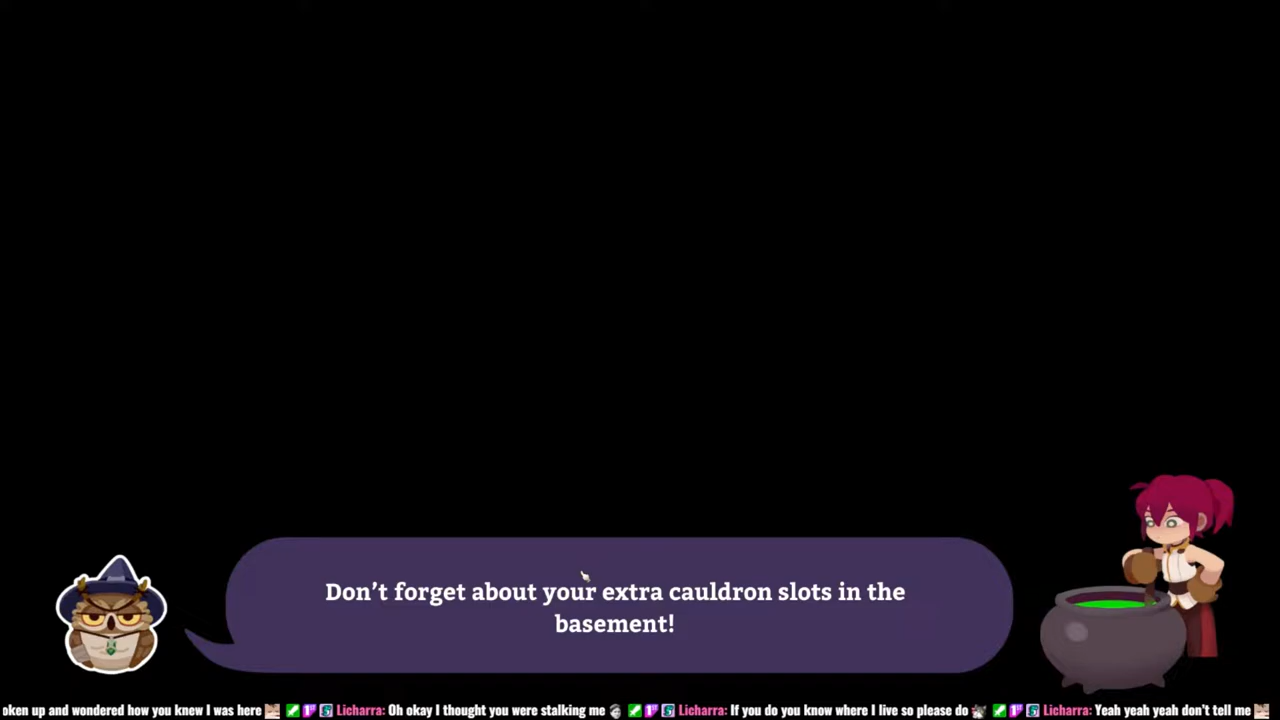 Don’t forget about your extra cauldron slots in the
basement!
oken up and wondered how you knew I was here Licharra: Oh okay I thought you were stalking me Licharra: If you do you know where I live so please do Licharra: Yeah yeah yeah don't tell me